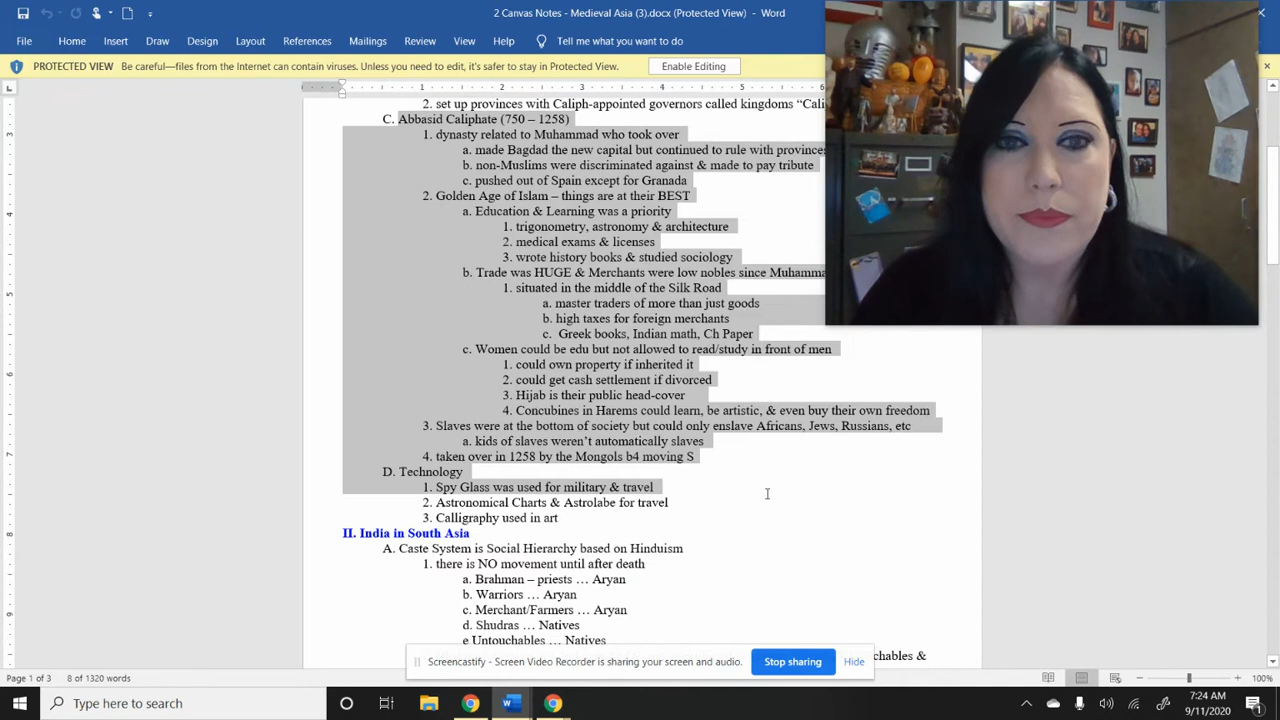 2 Canvas Notes - Medieval Asia (3).docx (Protected View) - Word
File Home Insert Draw Design Layout References Mailings Review View Help Tell me what you want to do
PROTECTED VIEW Be careful—files from the Internet can contain viruses. Unless you need to edit, it's safer to stay in Protected View. Enable Editing
1 2 3 4 5 6
2. set up provinces with Caliph-appointed governors called kingdoms “Cali
C. Abbasid Caliphate (750 – 1258)
1. dynasty related to Muhammad who took over
a. made Bagdad the new capital but continued to rule with provinces
b. non-Muslims were discriminated against & made to pay tribute
c. pushed out of Spain except for Granada
2. Golden Age of Islam – things are at their BEST
a. Education & Learning was a priority
1. trigonometry, astronomy & architecture
2. medical exams & licenses
3. wrote history books & studied sociology
b. Trade was HUGE & Merchants were low nobles since Muhamma
1. situated in the middle of the Silk Road
a. master traders of more than just goods
b. high taxes for foreign merchants
c. Greek books, Indian math, Ch Paper
c. Women could be edu but not allowed to read/study in front of men
1. could own property if inherited it
2. could get cash settlement if divorced
3. Hijab is their public head-cover
4. Concubines in Harems could learn, be artistic, & even buy their own freedom
3. Slaves were at the bottom of society but could only enslave Africans, Jews, Russians, etc
a. kids of slaves weren’t automatically slaves
4. taken over in 1258 by the Mongols b4 moving S
D. Technology
1. Spy Glass was used for military & travel
2. Astronomical Charts & Astrolabe for travel
3. Calligraphy used in art
II. India in South Asia
A. Caste System is Social Hierarchy based on Hinduism
1. there is NO movement until after death
a. Brahman – priests … Aryan
b. Warriors … Aryan
c. Merchant/Farmers … Aryan
d. Shudras … Natives
e Untouchables … Natives
chables &
Screencastify - Screen Video Recorder is sharing your screen and audio. Stop sharing Hide
Page 1 of 3 8 of 1320 words 100%
Type here to search
7:24 AM
9/11/2020